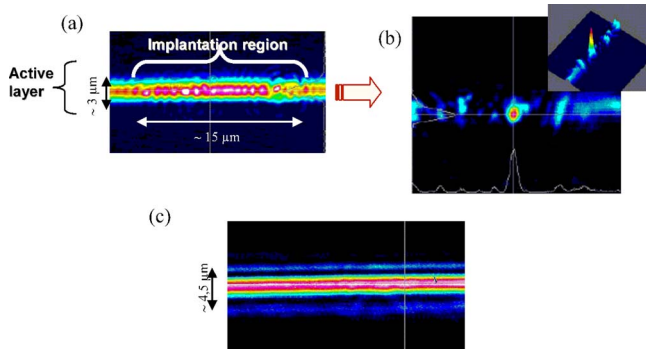 (a)
Implantation region
Active
layer
~ 3 µm
~ 15 µm
(b)
(c)
~ 4,5 µm